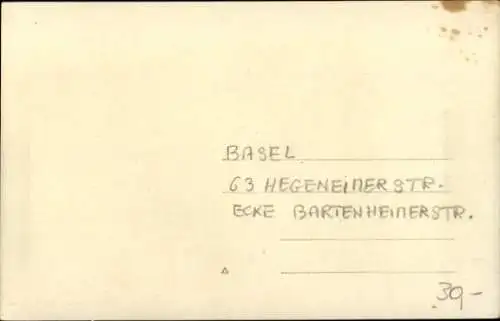 BASEL
63 HEGENEIMERSTR.
ECKE BARTENHEIMERSTR.
39-